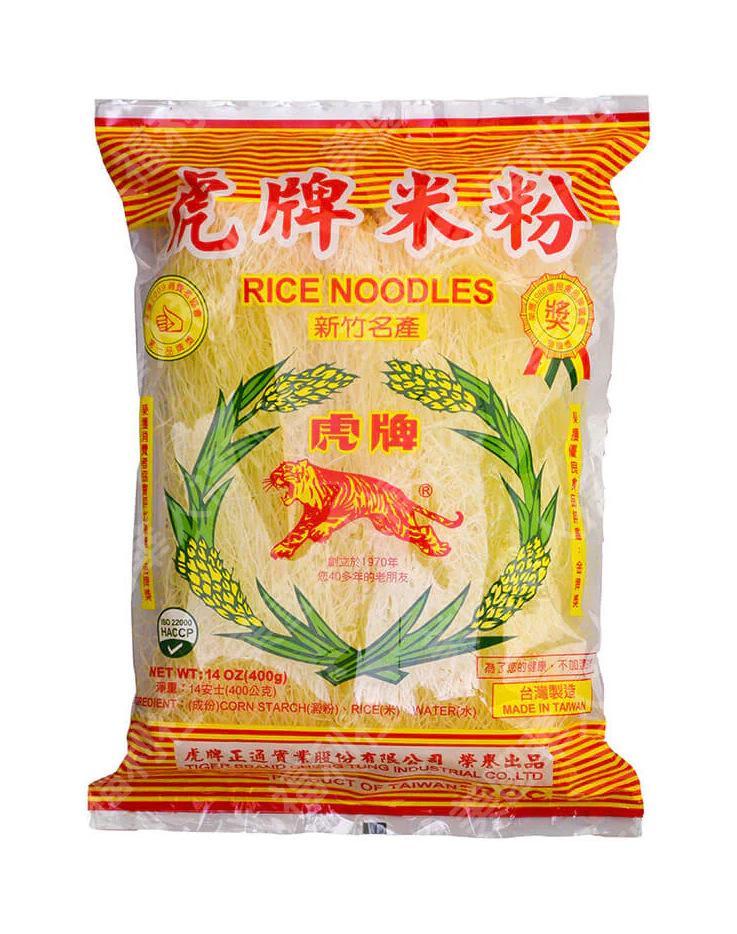 虎牌米粉
RICE NOODLES
新竹名產
獎
虎牌
®
創立於1970年
您40多年的老朋友
ISO 22000
HACCP
NET WT: 14 OZ(400g)
淨重：14安士(400公克)
為了您的健康，不加
台灣製造
MADE IN TAIWAN
(成份)CORN STARCH(澱粉)、RICE(米)、WATER(水)
虎牌正通實業股份有限公司 榮譽出品
TIGER BRAND TUNG INDUSTRIAL CO.,LTD
PRODUCT OF TAIWAN R.O.C